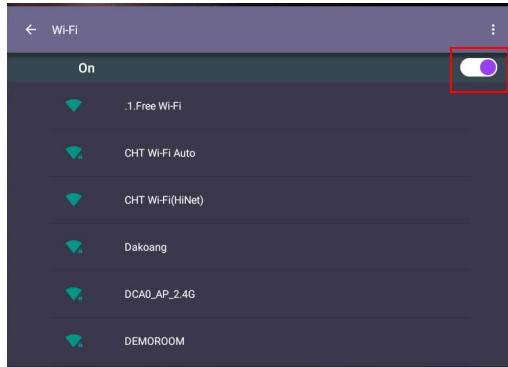 Wi-Fi
On
.1.Free Wi-Fi
CHT Wi-Fi Auto
CHT Wi-Fi(HiNet)
Dakoang
DCA0_AP_2.4G
DEMOROOM